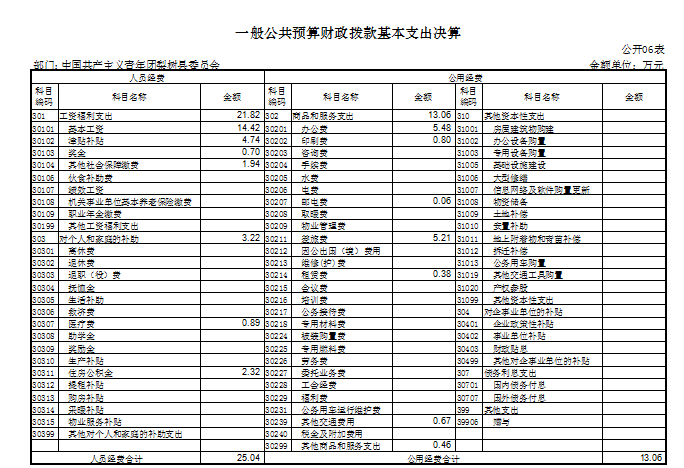 一般公共预算财政拨款基本支出决算
公开06表
部门：中国共产主义青年团梨树县委员会 金额单位：万元
人员经费 公用经费
科目编码 科目名称 金额 科目编码 科目名称 金额 科目编码 科目名称 金额
301 工资福利支出 21.82 302 商品和服务支出 13.06 310 其他资本性支出
30101 基本工资 14.42 30201 办公费 5.48 31001 房屋建筑物购建
30102 津贴补贴 4.74 30202 印刷费 0.80 31002 办公设备购置
30103 奖金 0.70 30203 咨询费 31003 专用设备购置
30104 其他社会保障缴费 1.94 30204 手续费 31005 基础设施建设
30106 伙食补助费 30205 水费 31006 大型修缮
30107 绩效工资 30206 电费 31007 信息网络及软件购置更新
30108 机关事业单位基本养老保险缴费 30207 邮电费 0.06 31008 物资储备
30109 职业年金缴费 30208 取暖费 31009 土地补偿
30199 其他工资福利支出 30209 物业管理费 31010 安置补助
303 对个人和家庭的补助 3.22 30211 差旅费 5.21 31011 地上附着物和青苗补偿
30301 离休费 30212 因公出国（境）费用 31012 拆迁补偿
30302 退休费 30213 维修(护)费 31013 公务用车购置
30303 退职（役）费 30214 租赁费 0.38 31019 其他交通工具购置
30304 抚恤金 30215 会议费 31020 产权参股
30305 生活补助 30216 培训费 31099 其他资本性支出
30306 救济费 30217 公务接待费 304 对企事业单位的补贴
30307 医疗费 0.89 30218 专用材料费 30401 企业政策性补贴
30308 助学金 30224 被装购置费 30402 事业单位补贴
30309 奖励金 30225 专用燃料费 30403 财政贴息
30310 生产补贴 30226 劳务费 30499 其他对企事业单位的补贴
30311 住房公积金 2.32 30227 委托业务费 307 债务利息支出
30312 提租补贴 30228 工会经费 30701 国内债务付息
30313 购房补贴 30229 福利费 30707 国外债务付息
30314 采暖补贴 30231 公务用车运行维护费 399 其他支出
30315 物业服务补贴 30239 其他交通费用 0.67 39906 赠与
30399 其他对个人和家庭的补助支出 30240 税金及附加费用
30299 其他商品和服务支出 0.46
人员经费合计 25.04 公用经费合计 13.06